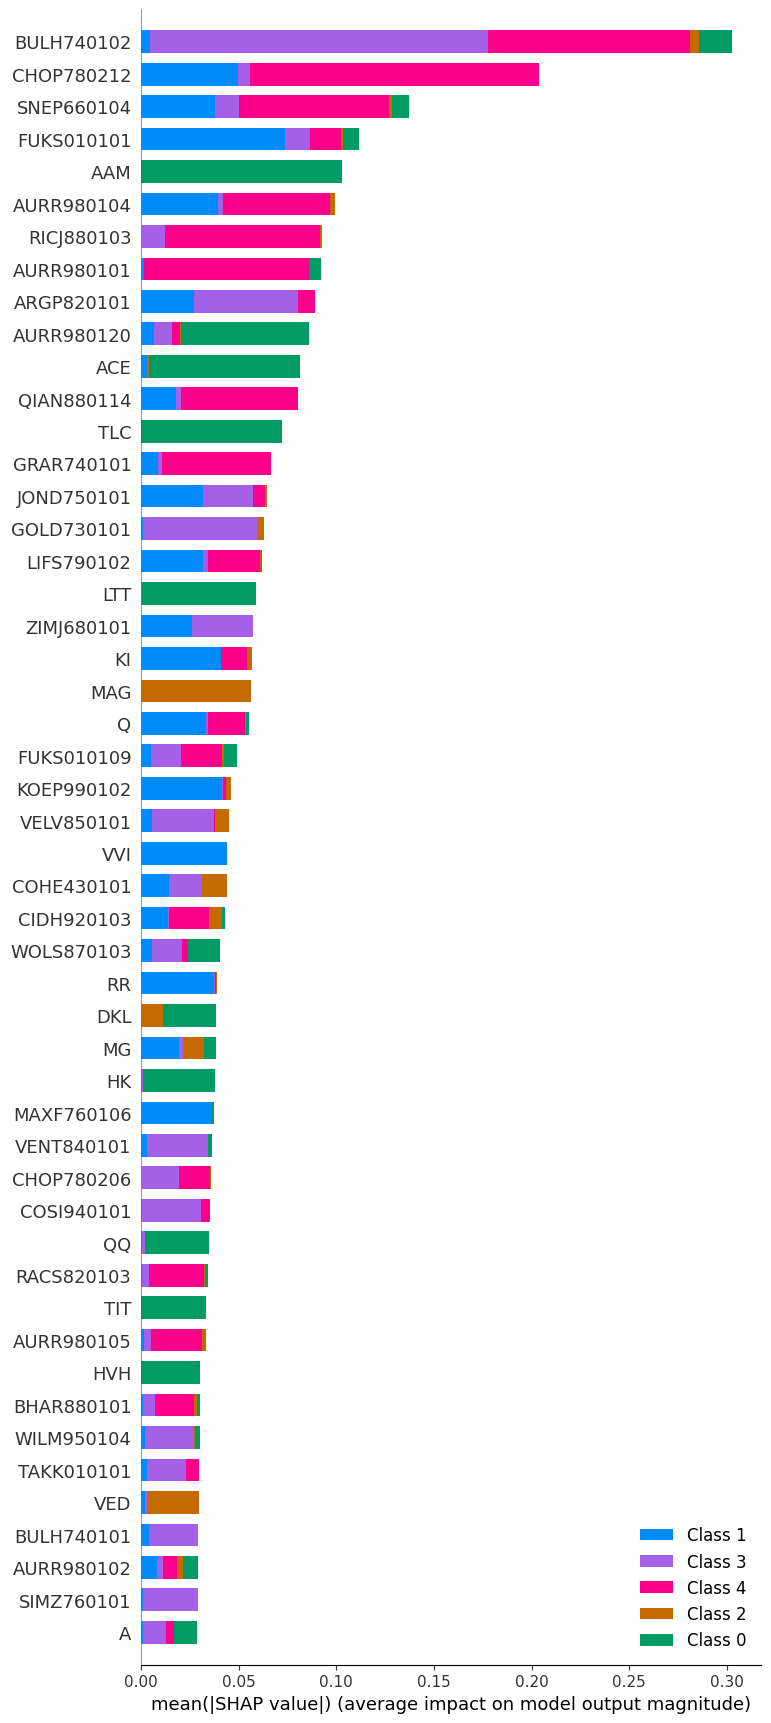 BULH740102
CHOP780212
SNEP660104
FUKS010101
AAM
AURR980104
RICJ880103
AURR980101
ARGP820101
AURR980120
ACE
QIAN880114
TLC
GRAR740101
JOND750101
GOLD730101
LIFS790102
LTT
ZIMJ680101
KI
MAG
Q
FUKS010109
KOEP990102
VELV850101
VVI
COHE430101
CIDH920103
WOLS870103
RR
DKL
MG
HK
MAXF760106
VENT840101
CHOP780206
COSI940101
QQ
RACS820103
TIT
AURR980105
HVH
BHAR880101
WILM950104
TAKK010101
VED
BULH740101
AURR980102
SIMZ760101
A
Class 1
Class 3
Class 4
Class 2
Class 0
0.00 0.05 0.10 0.15 0.20 0.25 0.30
mean(|SHAP value|) (average impact on model output magnitude)